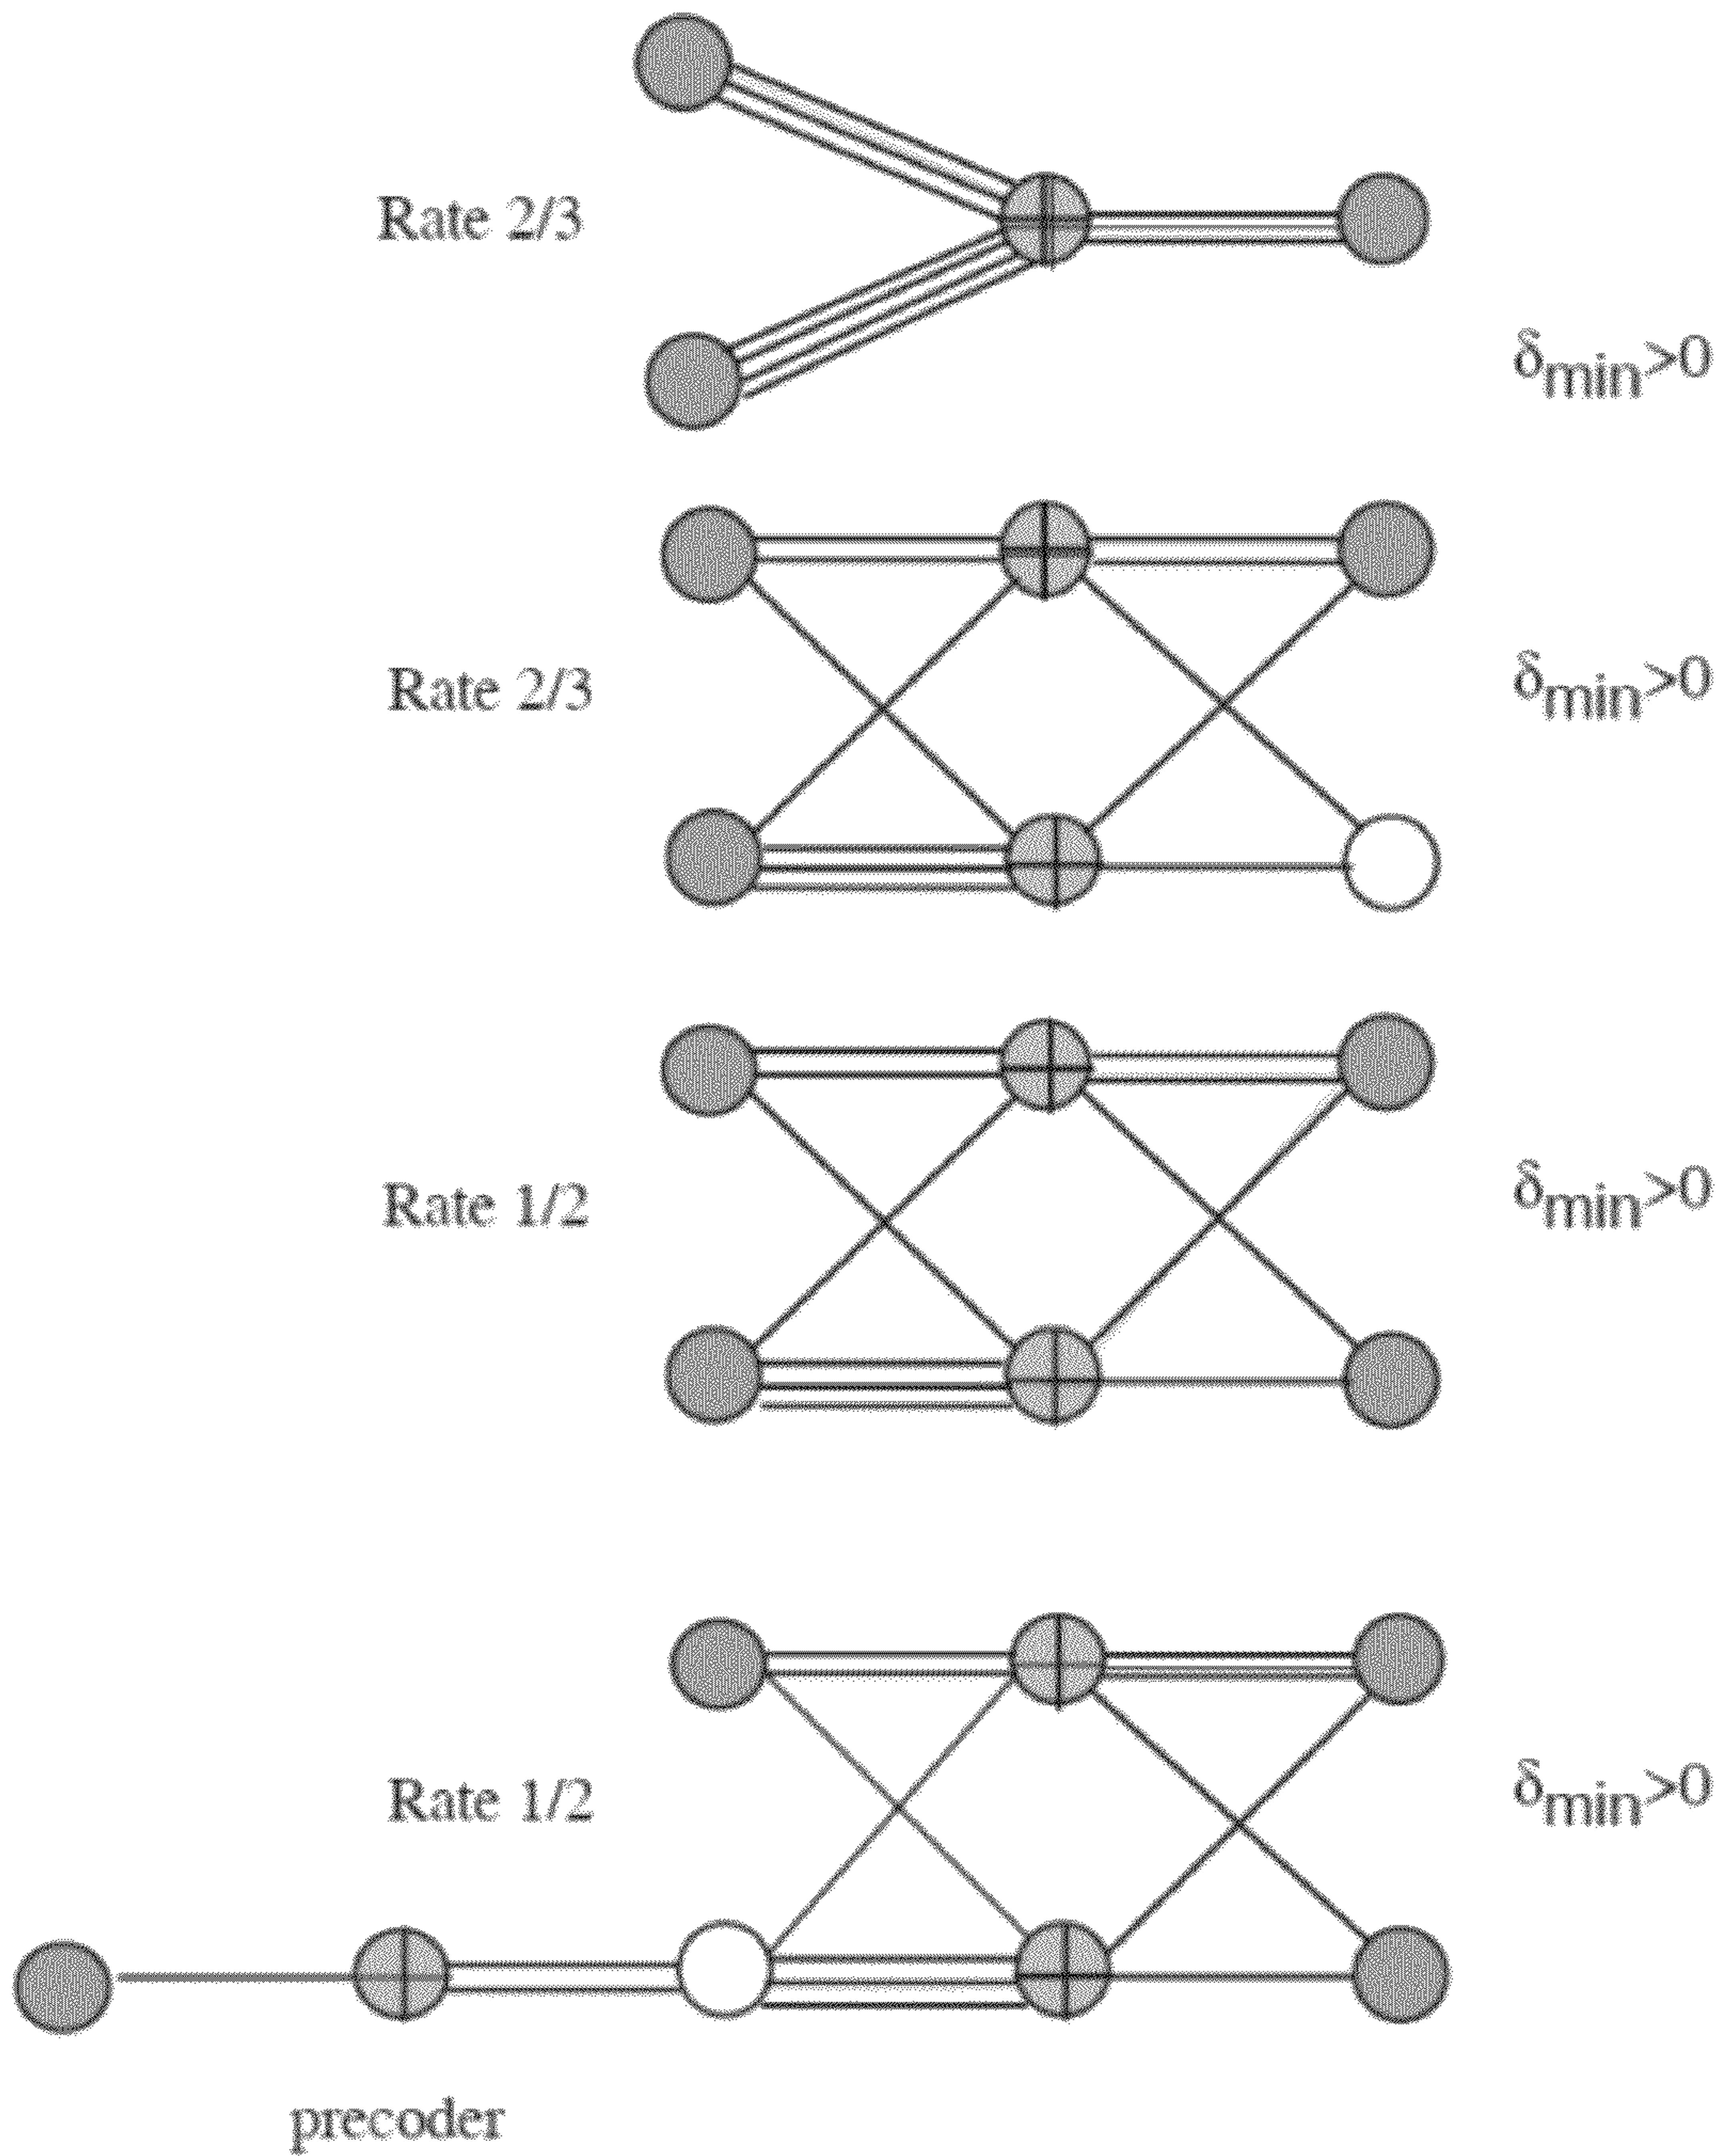 Rate 2/3
δmin>0
Rate 2/3
δmin>0
Rate 1/2
δmin>0
Rate 1/2
δmin>0
precoder